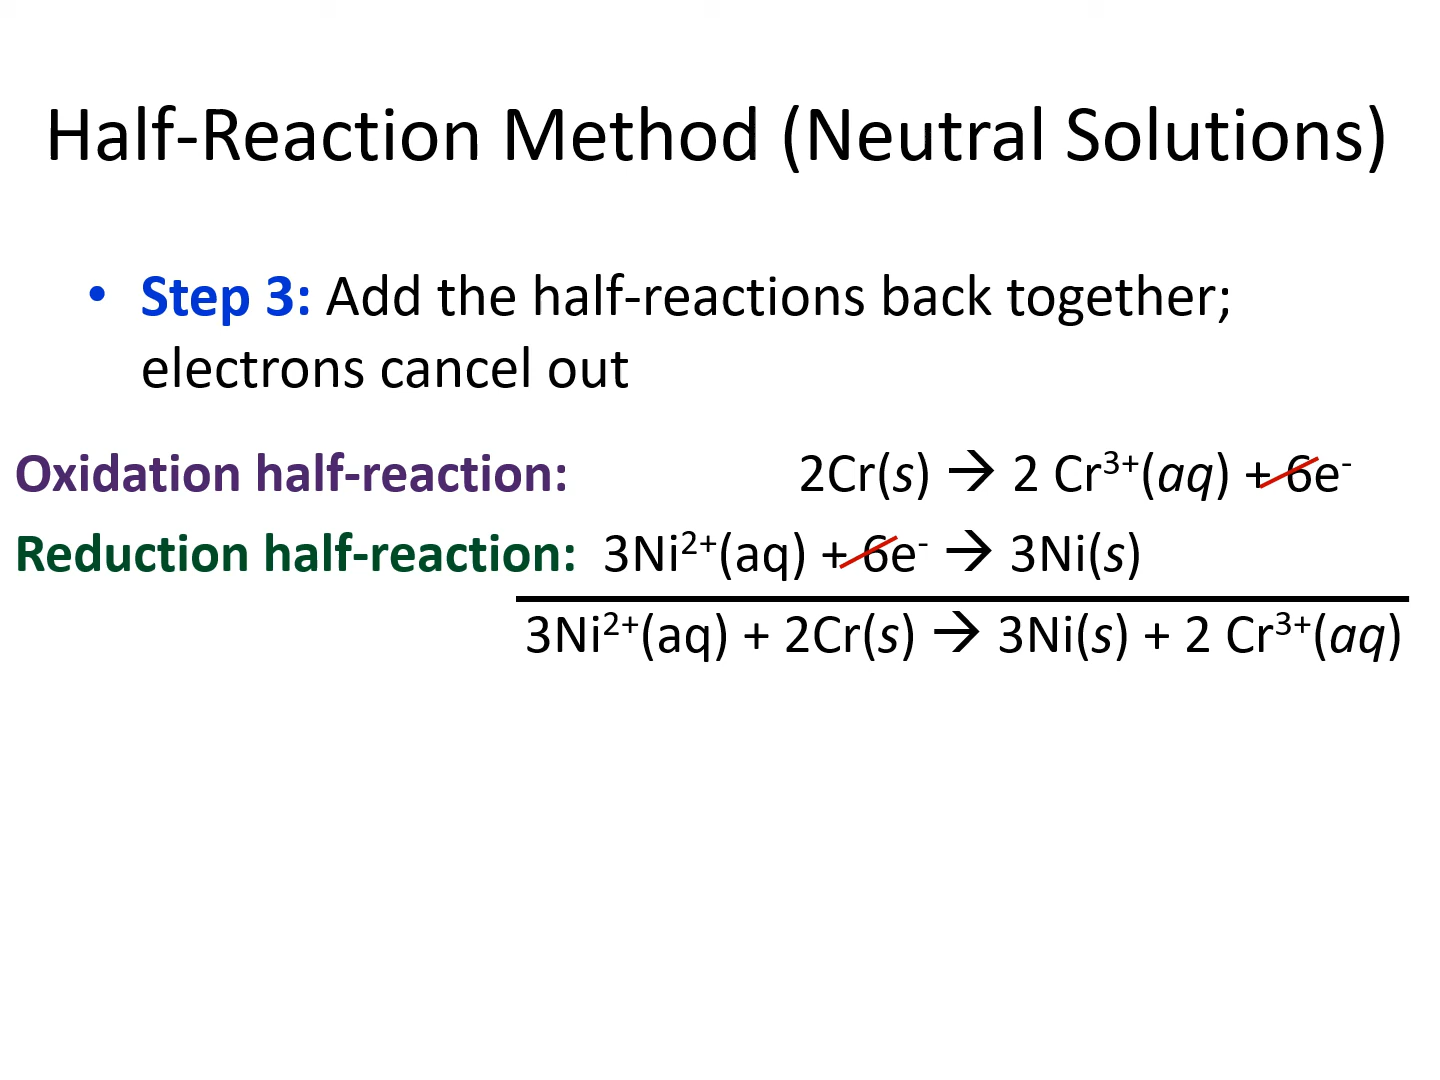 Half-Reaction Method (Neutral Solutions)
• Step 3: Add the half-reactions back together;
electrons cancel out
Oxidation half-reaction: 2Cr(s) → 2 Cr³⁺(aq) + 6e⁻
Reduction half-reaction: 3Ni²⁺(aq) + 6e⁻ → 3Ni(s)
3Ni²⁺(aq) + 2Cr(s) → 3Ni(s) + 2 Cr³⁺(aq)